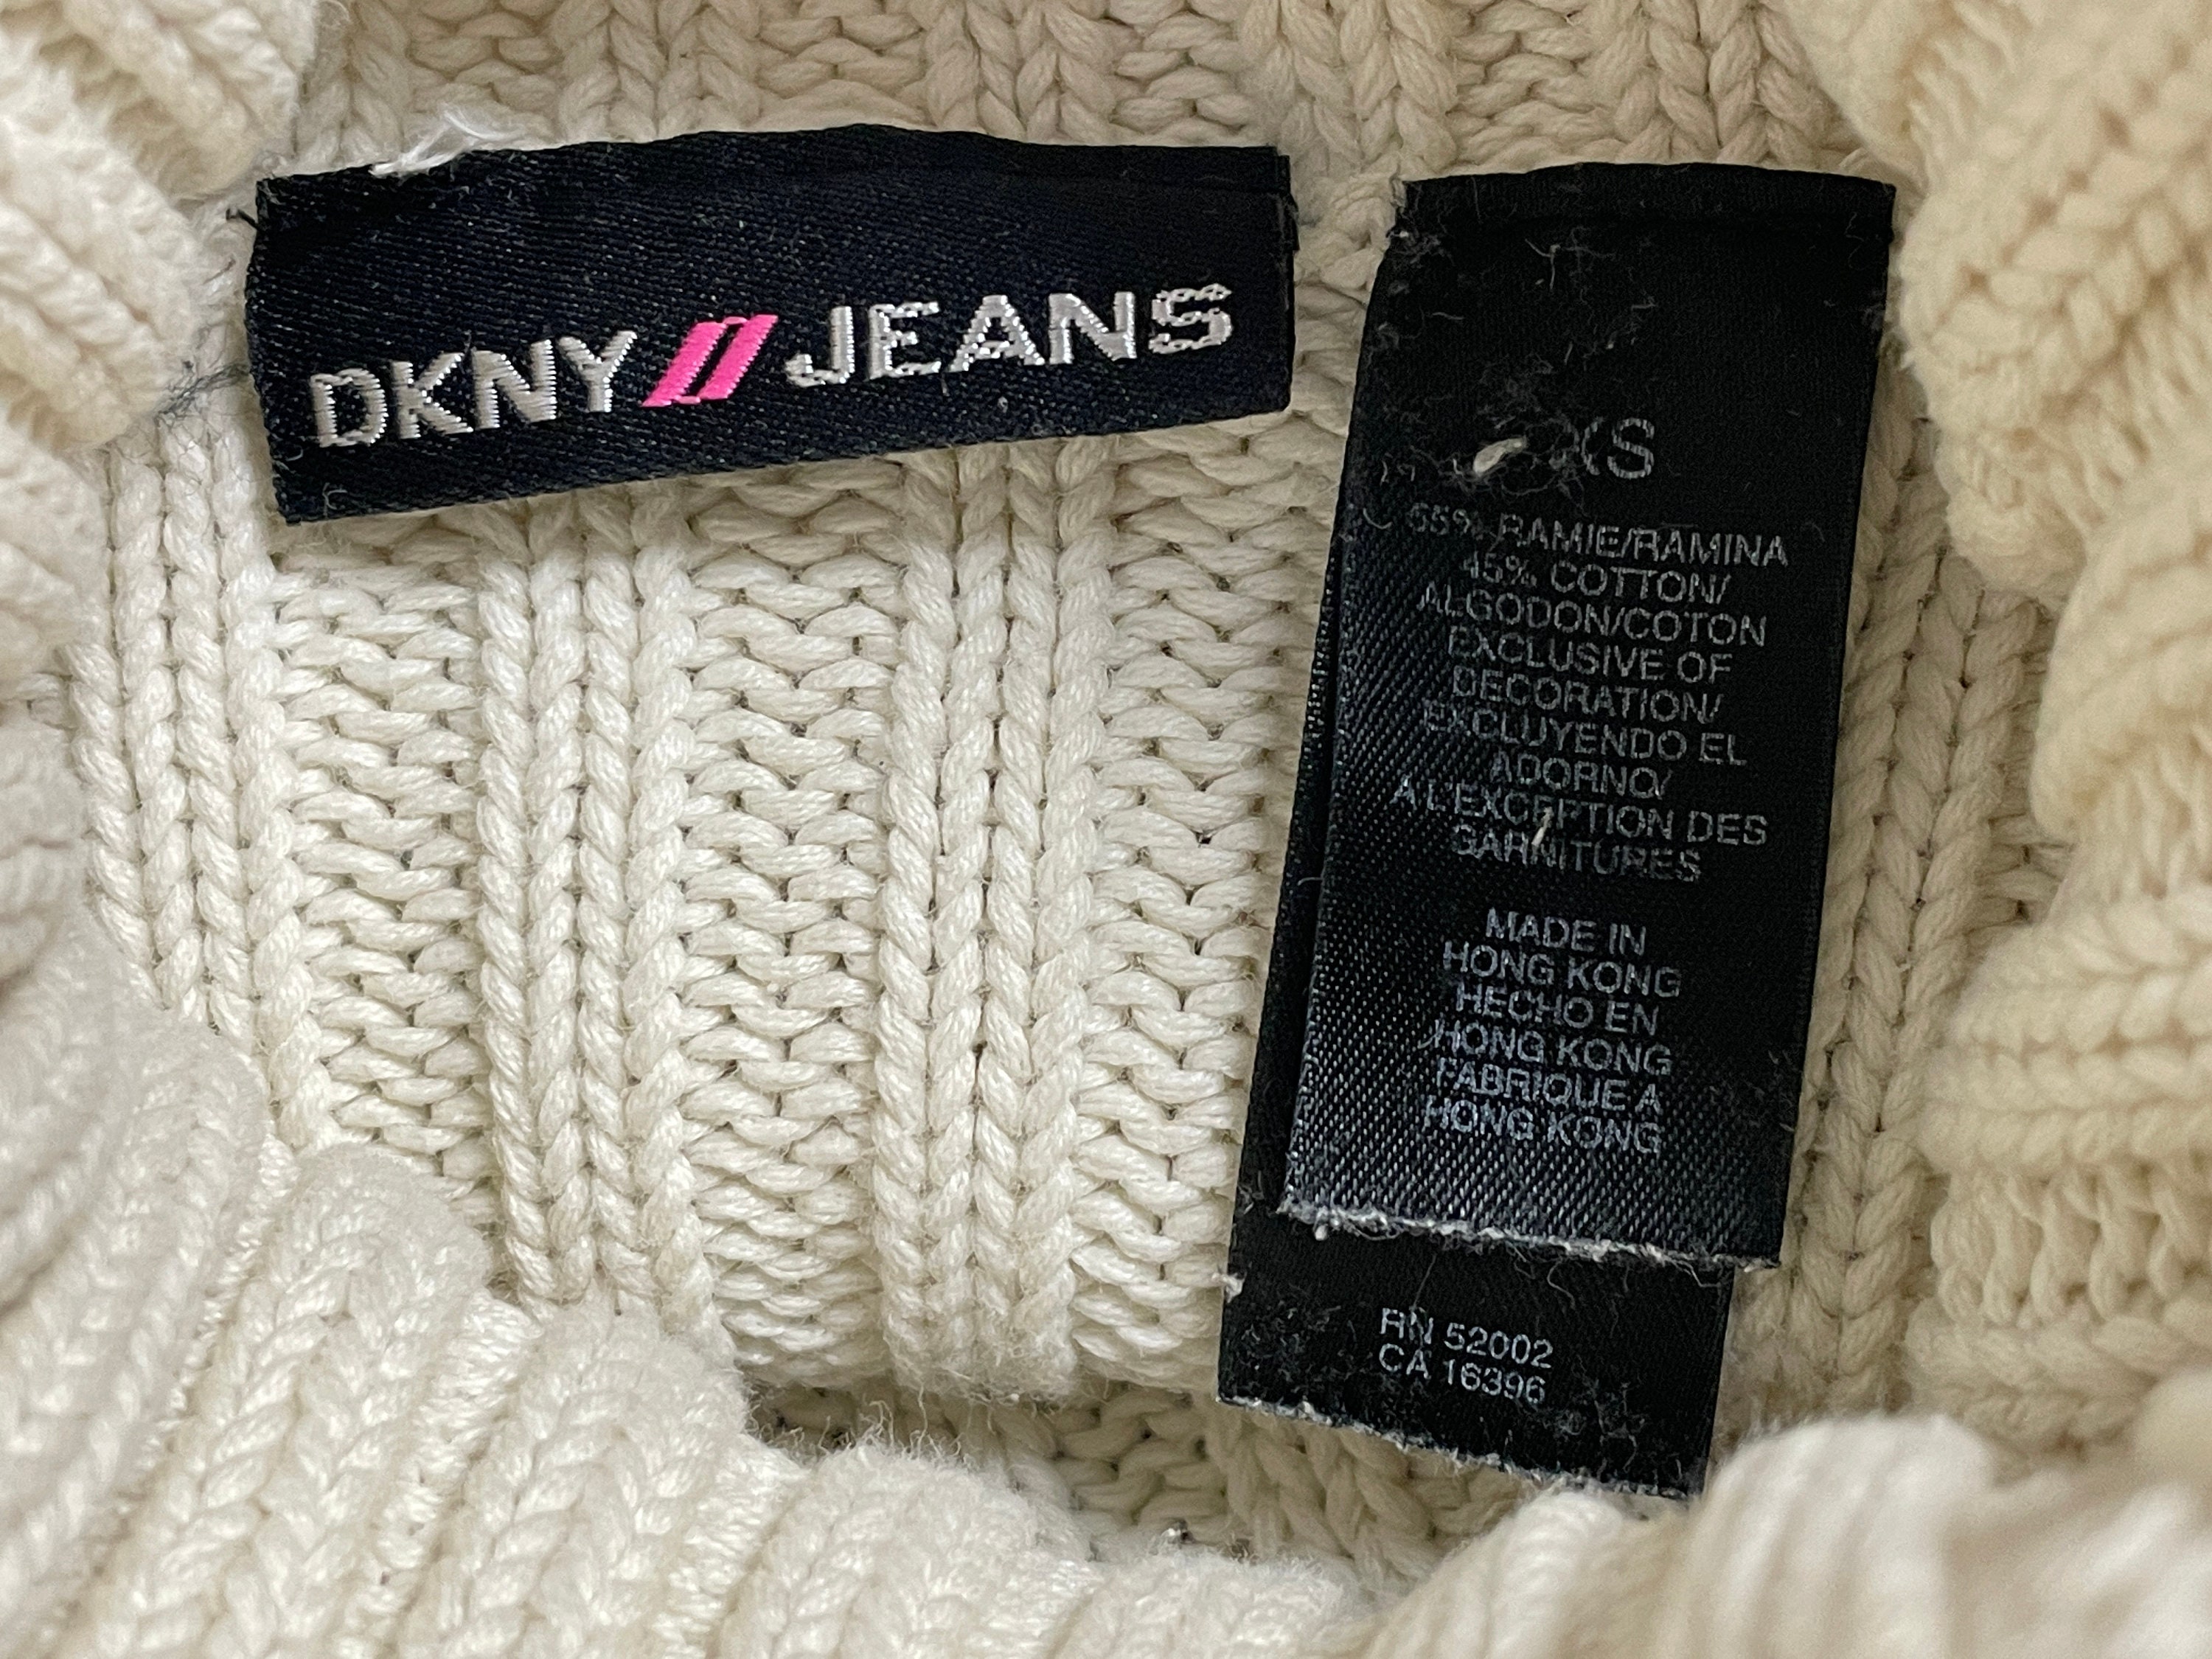 DKNY JEANS
XS
55% RAMIE/RAMINA
45% COTTON/
ALGODON/COTON
EXCLUSIVE OF
DECORATION/
EXCLUYENDO EL
ADORNO/
A L'EXCEPTION DES
GARNITURES
MADE IN
HONG KONG
HECHO EN
HONG KONG
FABRIQUE A
HONG KONG
RN 52002
CA 16396